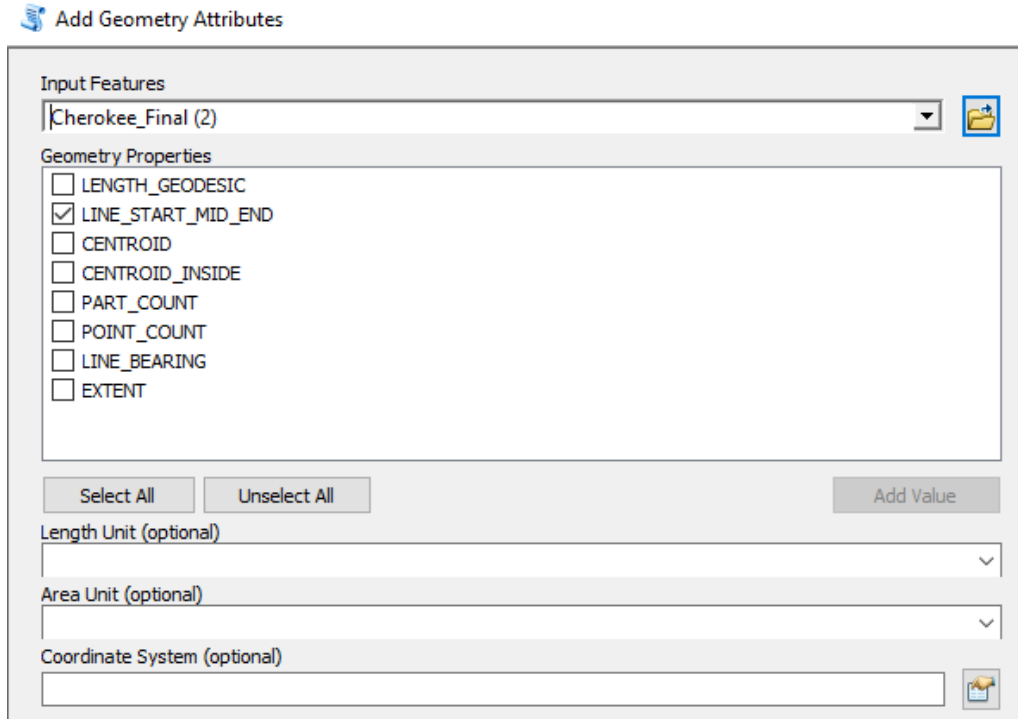 Add Geometry Attributes
Input Features
Cherokee_Final (2)
Geometry Properties
LENGTH_GEODESIC
LINE_START_MID_END
CENTROID
CENTROID_INSIDE
PART_COUNT
POINT_COUNT
LINE_BEARING
EXTENT
Select All Unselect All Add Value
Length Unit (optional)
Area Unit (optional)
Coordinate System (optional)